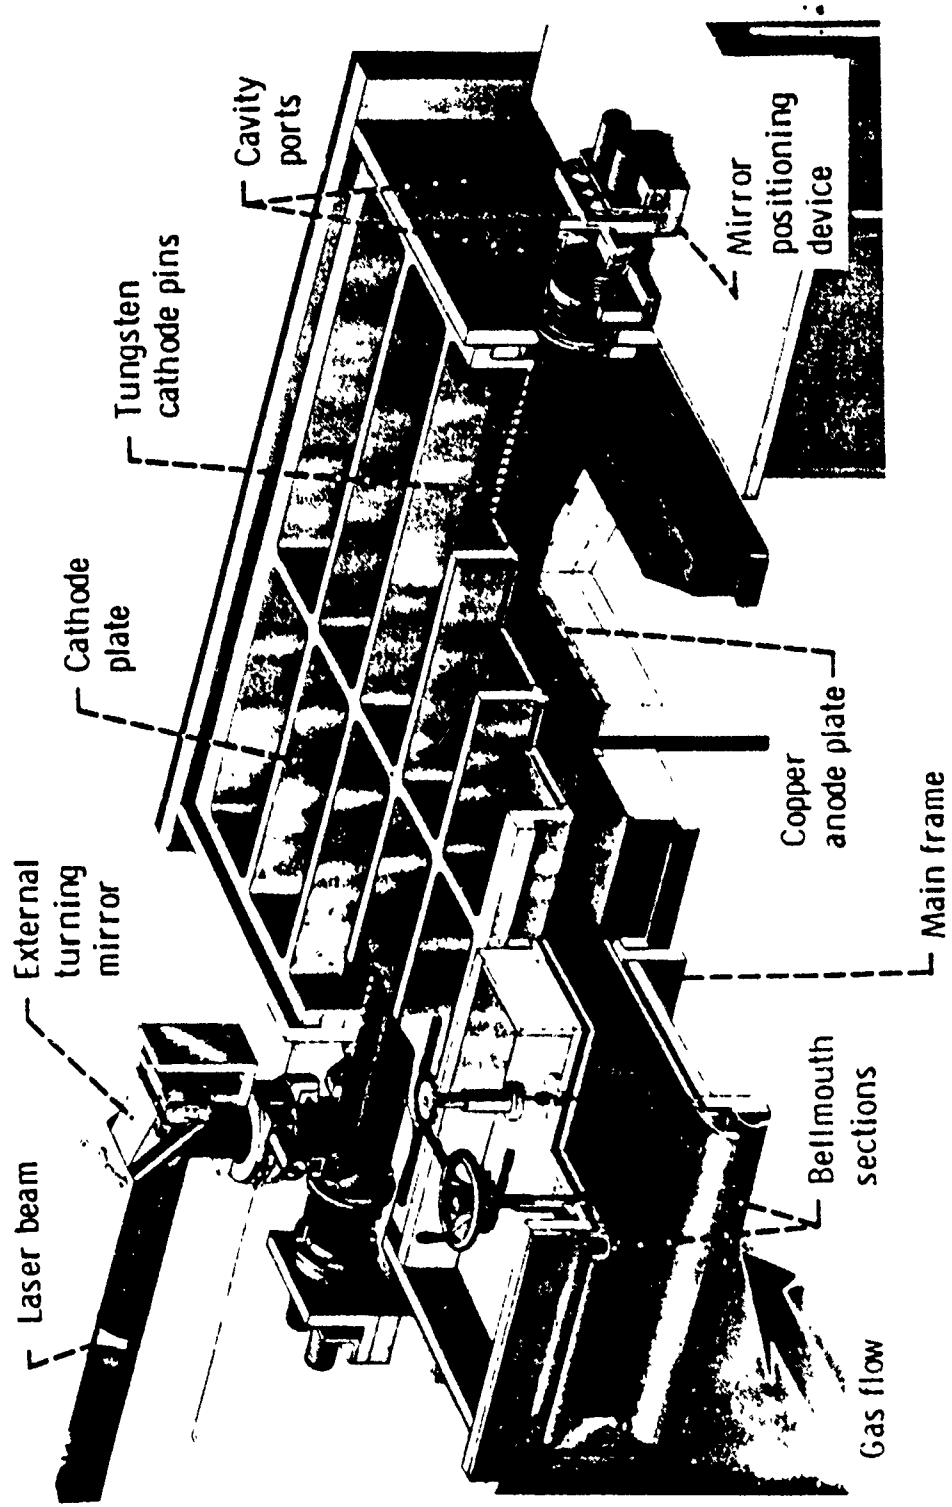 Laser beam
External
turning
mirror
Cathode
plate
Tungsten
cathode pins
Cavity
ports
Gas flow
Bellmouth
sections
Main frame
Copper
anode plate
Mirror
positioning
device